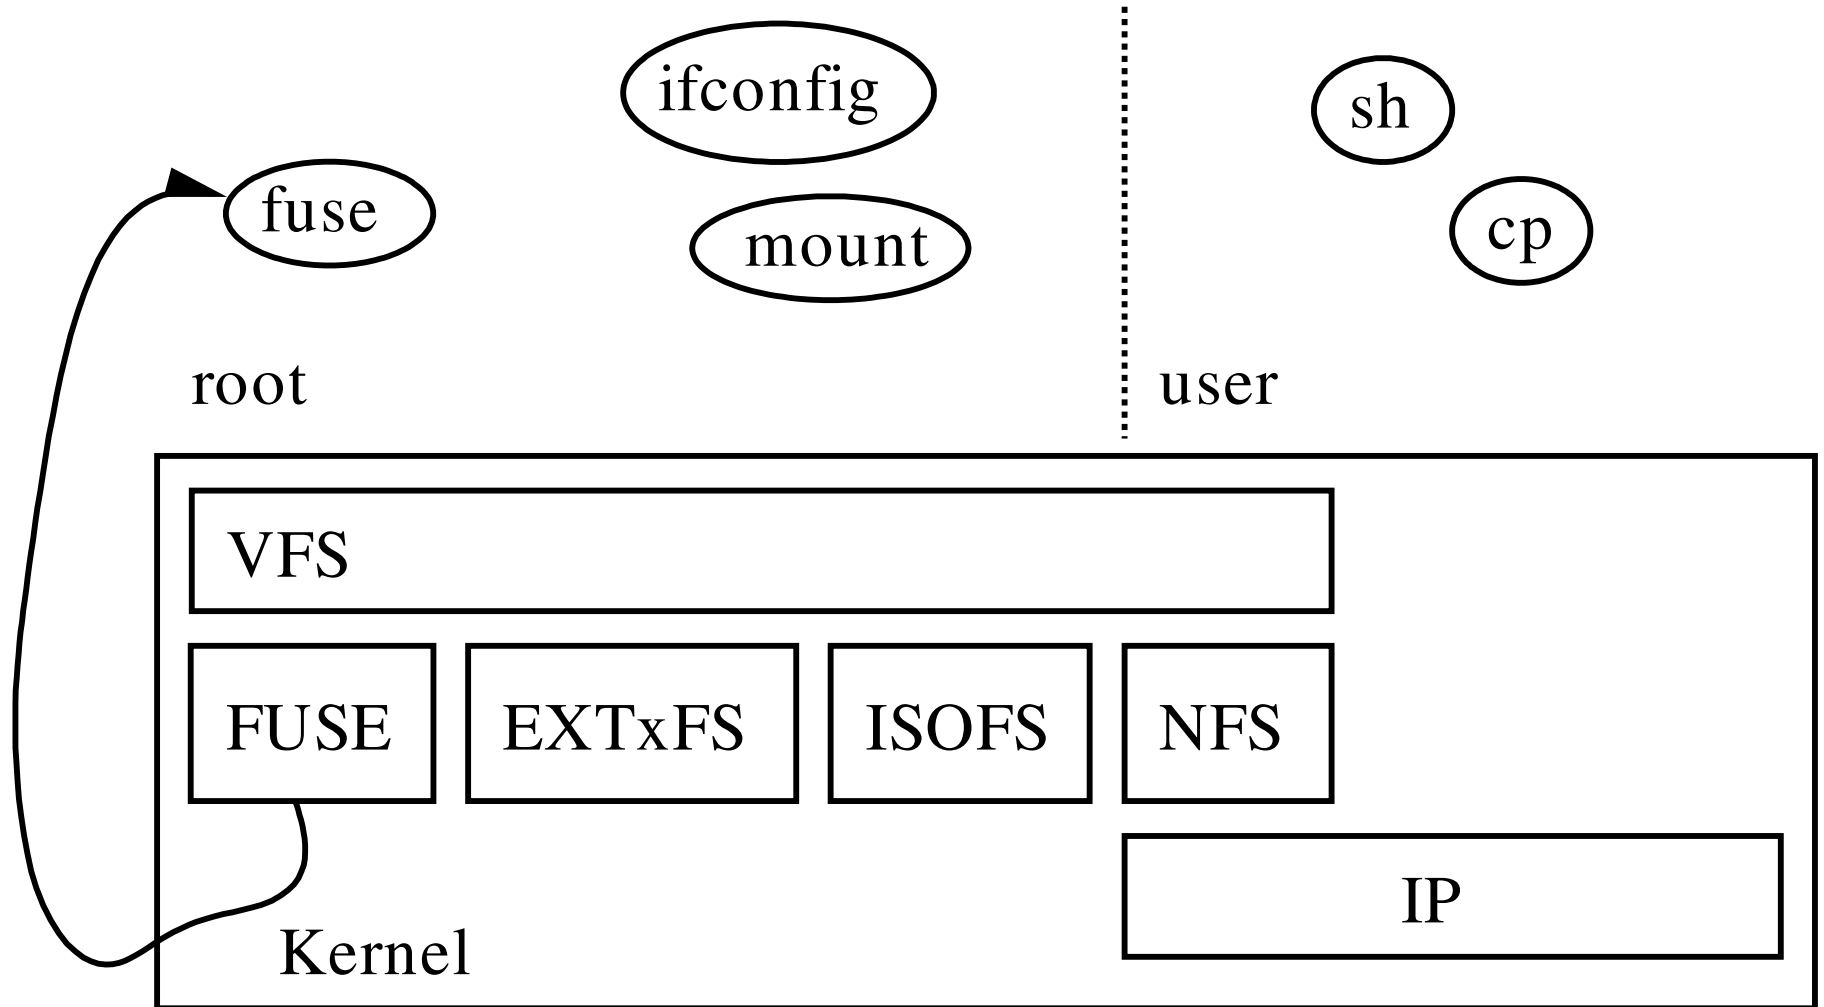 ifconfig
sh
fuse
cp
mount
root
user
VFS
FUSE
EXTxFS
ISOFS
NFS
IP
Kernel